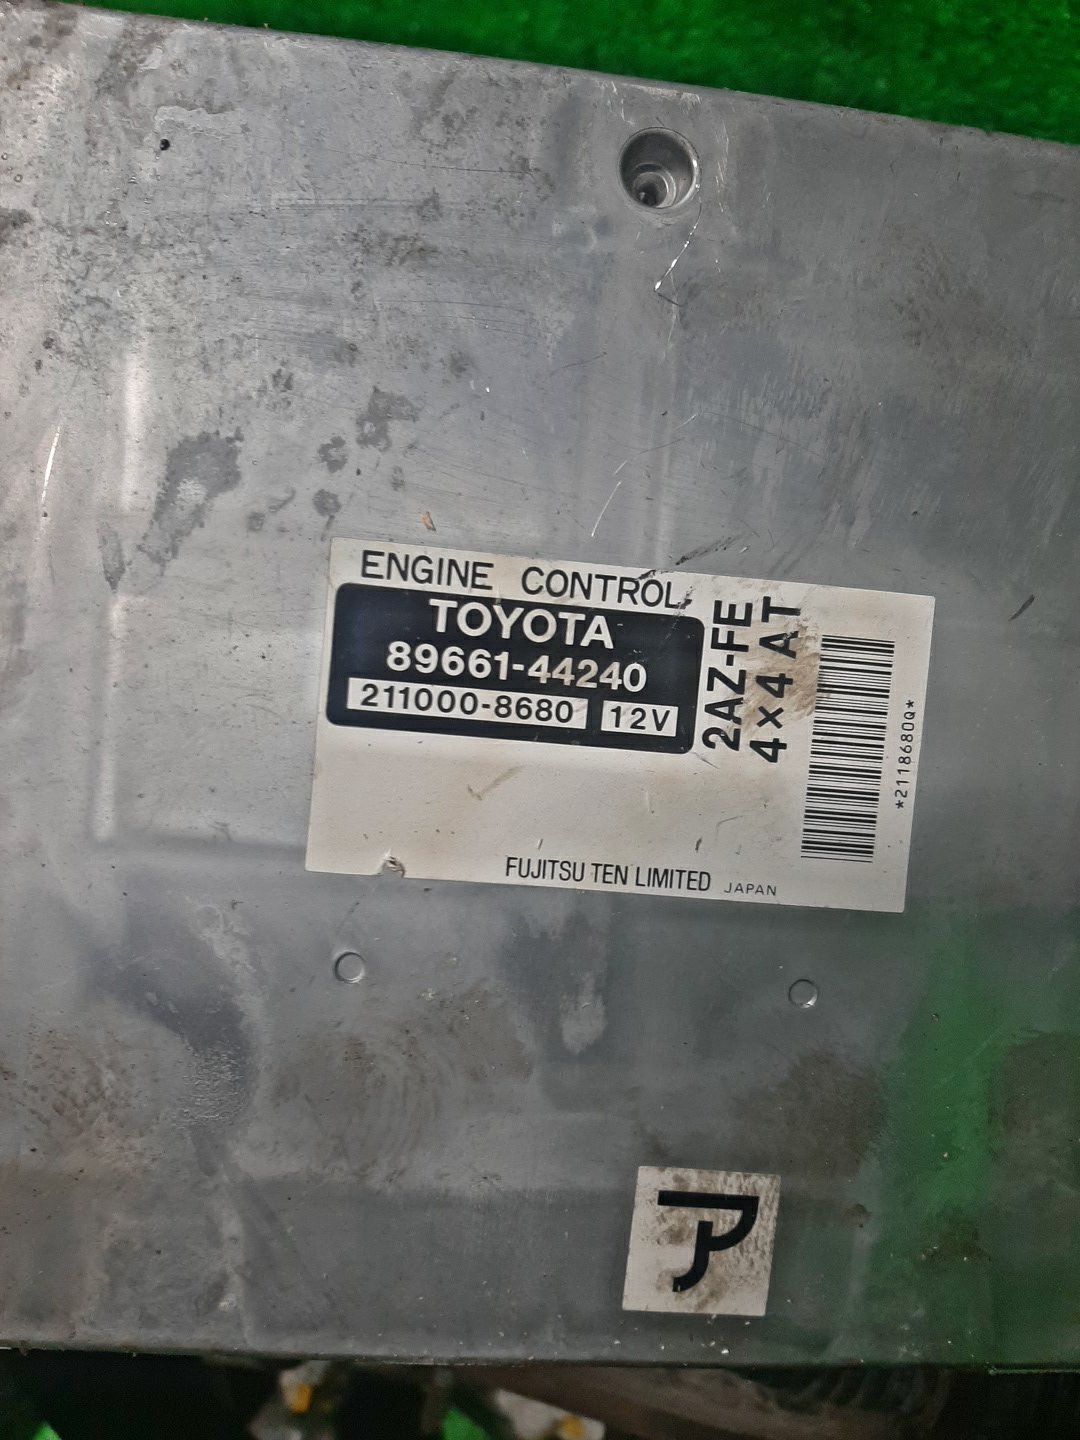 ENGINE CONTROL
TOYOTA
89661-44240
211000-8680 12V
2AZ-FE
4×4 AT
*2118680Q*
FUJITSU TEN LIMITED JAPAN
ア